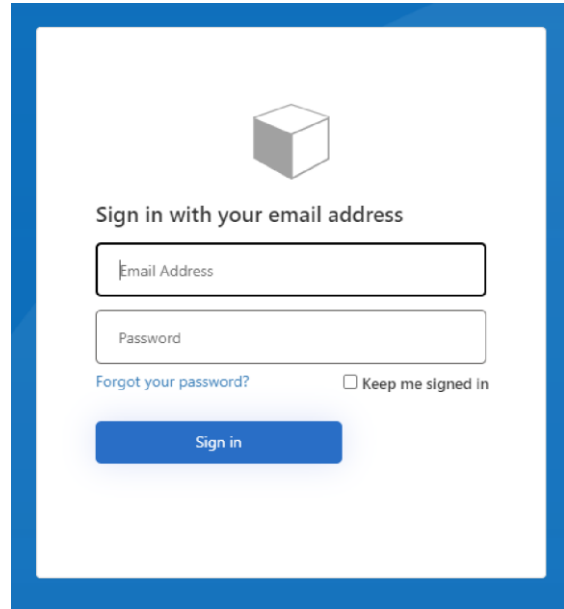 Sign in with your email address
Email Address
Password
Forgot your password? Keep me signed in
Sign in